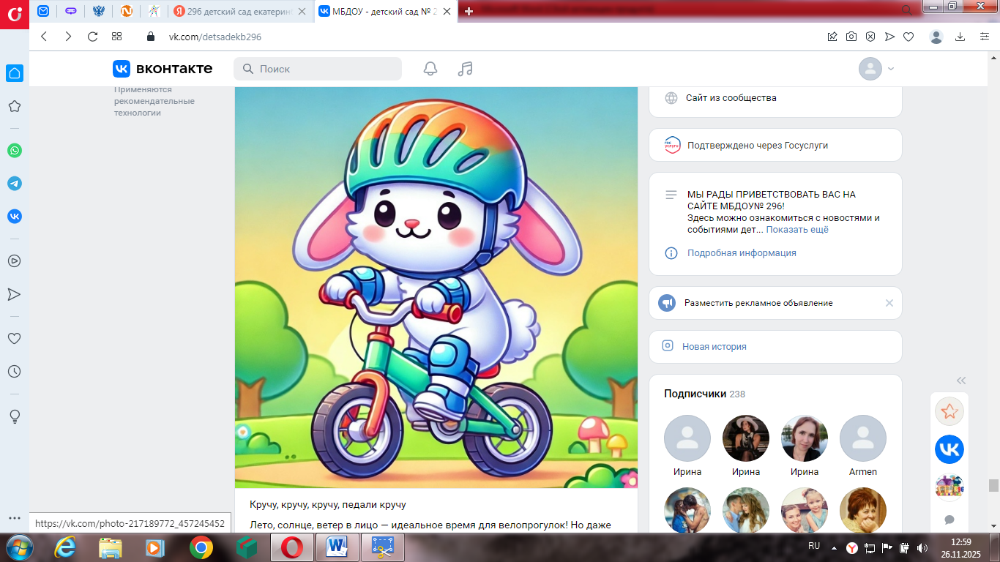 296 детский сад екатеринб
МБДОУ - детский сад № 2
vk.com/detsadekb296
вконтакте
Поиск
Применяются
рекомендательные
технологии
Сайт из сообщества
гос
услуги
Подтверждено через Госуслуги
МЫ РАДЫ ПРИВЕТСТВОВАТЬ ВАС НА
САЙТЕ МБДОУ№ 296!
Здесь можно ознакомиться с новостями и
событиями дет... Показать ещё
Подробная информация
Разместить рекламное объявление
Новая история
Подписчики 238
Ирина
Ирина
Ирина
Armen
Кручу, кручу, кручу, педали кручу
Лето, солнце, ветер в лицо — идеальное время для велопрогулок! Но даже
https://vk.com/photo-217189772_457245452
RU
12:59
26.11.2025